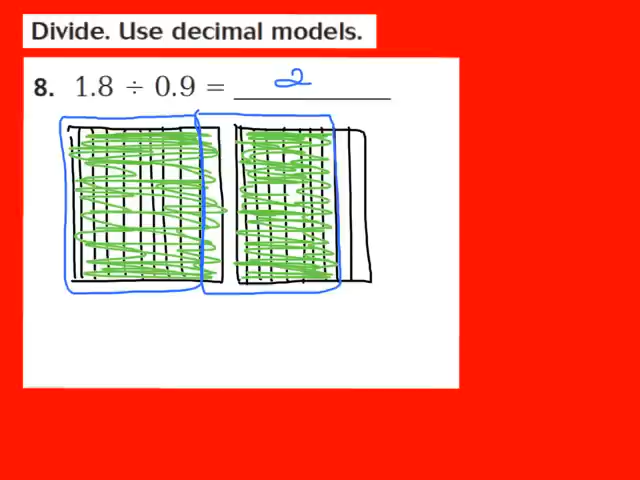 Divide. Use decimal models.
8. 1.8 ÷ 0.9 = 2